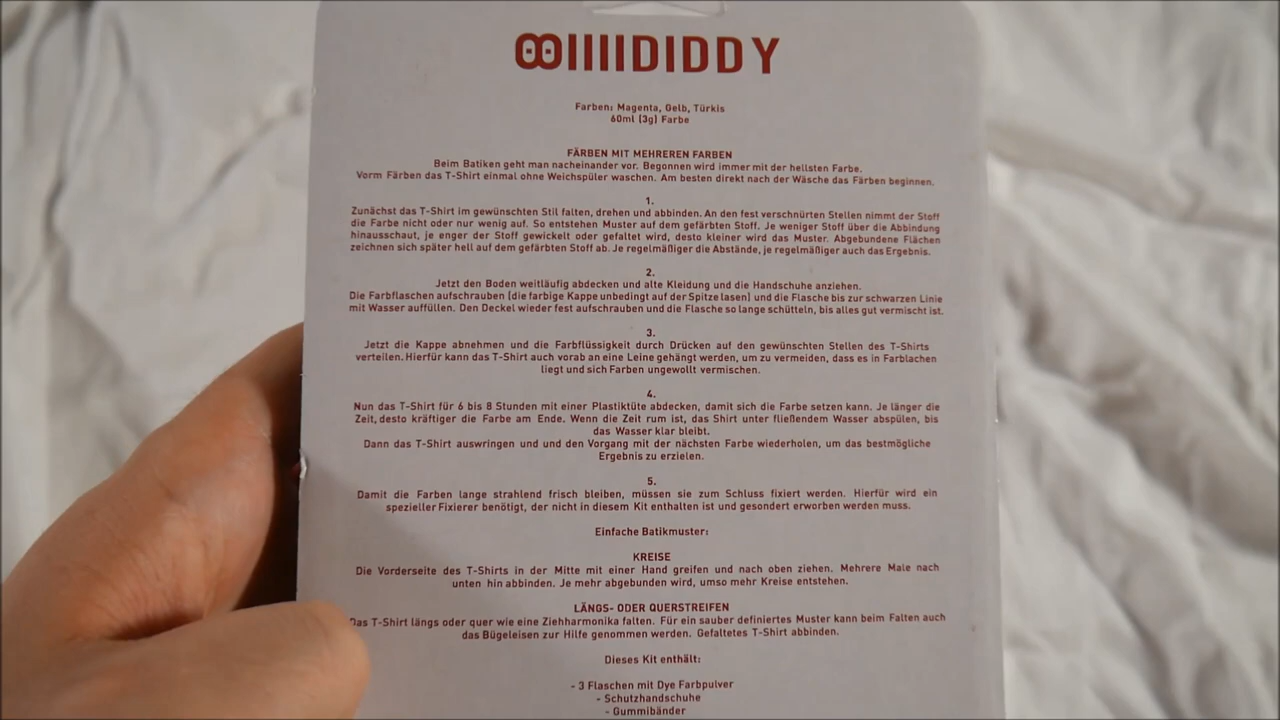 8IIIIDIDDY
Farben: Magenta, Gelb, Türkis
60ml (3g) Farbe
FÄRBEN MIT MEHREREN FARBEN
Beim Batiken geht man nacheinander vor. Begonnen wird immer mit der hellsten Farbe.
Vorm Färben das T-Shirt einmal ohne Weichspüler waschen. Am besten direkt nach der Wäsche das Färben beginnen.
1.
Zunächst das T-Shirt im gewünschten Stil falten, drehen und abbinden. An den fest verschnürten Stellen nimmt der Stoff
die Farbe nicht oder nur wenig auf. So entstehen Muster auf dem gefärbten Stoff. Je weniger Stoff über die Abbindung
hinausschaut, je enger der Stoff gewickelt oder gefaltet wird, desto kleiner wird das Muster. Abgebundene Flächen
zeichnen sich später hell auf dem gefärbten Stoff ab. Je regelmäßiger die Abstände, je regelmäßiger auch das Ergebnis.
2.
Jetzt den Boden weitläufig abdecken und alte Kleidung und die Handschuhe anziehen.
Die Farbflaschen aufschrauben (die farbige Kappe unbedingt auf der Spitze lasen) und die Flasche bis zur schwarzen Linie
mit Wasser auffüllen. Den Deckel wieder fest aufschrauben und die Flasche so lange schütteln, bis alles gut vermischt ist.
3.
Jetzt die Kappe abnehmen und die Farbflüssigkeit durch Drücken auf den gewünschten Stellen des T-Shirts
verteilen. Hierfür kann das T-Shirt auch vorab an eine Leine gehängt werden, um zu vermeiden, dass es in Farblachen
liegt und sich Farben ungewollt vermischen.
4.
Nun das T-Shirt für 6 bis 8 Stunden mit einer Plastiktüte abdecken, damit sich die Farbe setzen kann. Je länger die
Zeit, desto kräftiger die Farbe am Ende. Wenn die Zeit rum ist, das Shirt unter fließendem Wasser abspülen, bis
das Wasser klar bleibt.
Dann das T-Shirt auswringen und und den Vorgang mit der nächsten Farbe wiederholen, um das bestmögliche
Ergebnis zu erzielen.
5.
Damit die Farben lange strahlend frisch bleiben, müssen sie zum Schluss fixiert werden. Hierfür wird ein
spezieller Fixierer benötigt, der nicht in diesem Kit enthalten ist und gesondert erworben werden muss.
Einfache Batikmuster:
KREISE
Die Vorderseite des T-Shirts in der Mitte mit einer Hand greifen und nach oben ziehen. Mehrere Male nach
unten hin abbinden. Je mehr abgebunden wird, umso mehr Kreise entstehen.
LÄNGS- ODER QUERSTREIFEN
Das T-Shirt längs oder quer wie eine Ziehharmonika falten. Für ein sauber definiertes Muster kann beim Falten auch
das Bügeleisen zur Hilfe genommen werden. Gefaltetes T-Shirt abbinden.
Dieses Kit enthält:
- 3 Flaschen mit Dye Farbpulver
- Schutzhandschuhe
- Gummibänder